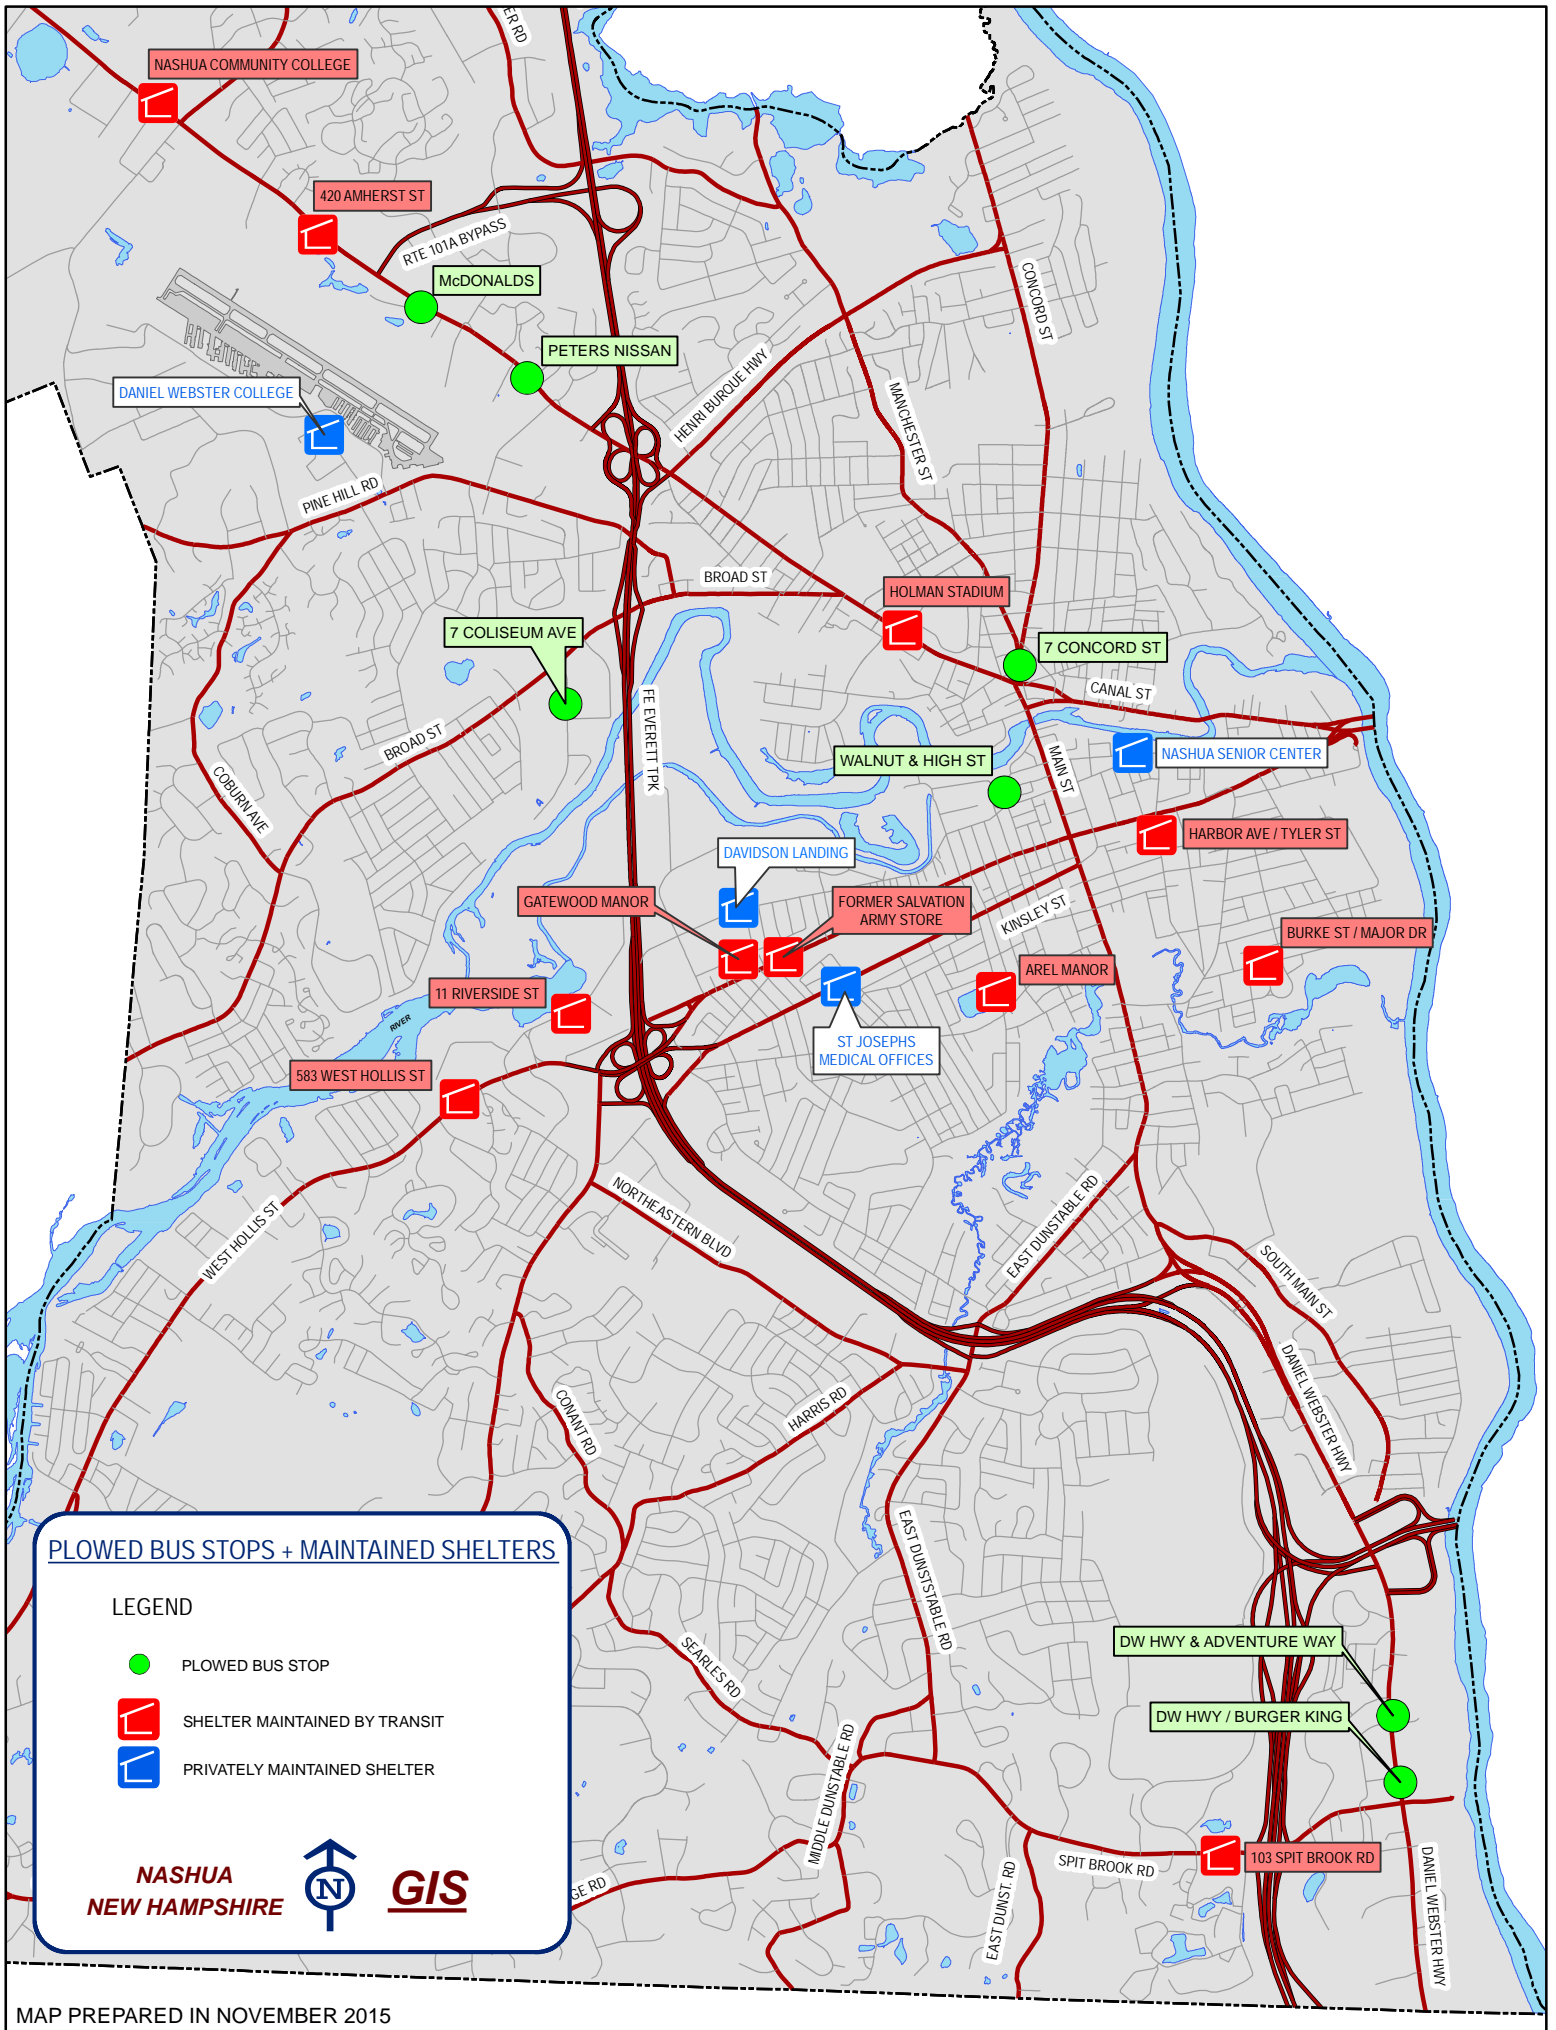 ER RD
NASHUA COMMUNITY COLLEGE
420 AMHERST ST
RTE 101A BYPASS
McDONALDS
CONCORD ST
PETERS NISSAN
HENRI BURQUE HWY
DANIEL WEBSTER COLLEGE
MANCHESTER ST
PINE HILL RD
BROAD ST
HOLMAN STADIUM
7 COLISEUM AVE
7 CONCORD ST
CANAL ST
FE EVERETT TPK
BROAD ST
NASHUA SENIOR CENTER
WALNUT & HIGH ST
MAIN ST
COBURN AVE
HARBOR AVE / TYLER ST
DAVIDSON LANDING
GATEWOOD MANOR
FORMER SALVATION
ARMY STORE
KINSLEY ST
BURKE ST / MAJOR DR
AREL MANOR
11 RIVERSIDE ST
RIVER
ST JOSEPHS
MEDICAL OFFICES
583 WEST HOLLIS ST
WEST HOLLIS ST
NORTHEASTERN BLVD
EAST DUNSTABLE RD
SOUTH MAIN ST
DANIEL WEBSTER HWY
CONANT RD
HARRIS RD
EAST DUNSTSTABLE RD
PLOWED BUS STOPS + MAINTAINED SHELTERS
LEGEND
PLOWED BUS STOP
SHELTER MAINTAINED BY TRANSIT
PRIVATELY MAINTAINED SHELTER
NASHUA
NEW HAMPSHIRE
N
GIS
SEARLES RD
DW HWY & ADVENTURE WAY
DW HWY / BURGER KING
MIDDLE DUNSTABLE RD
SPIT BROOK RD
103 SPIT BROOK RD
GE RD
EAST DUNST. RD
DANIEL WEBSTER HWY
MAP PREPARED IN NOVEMBER 2015